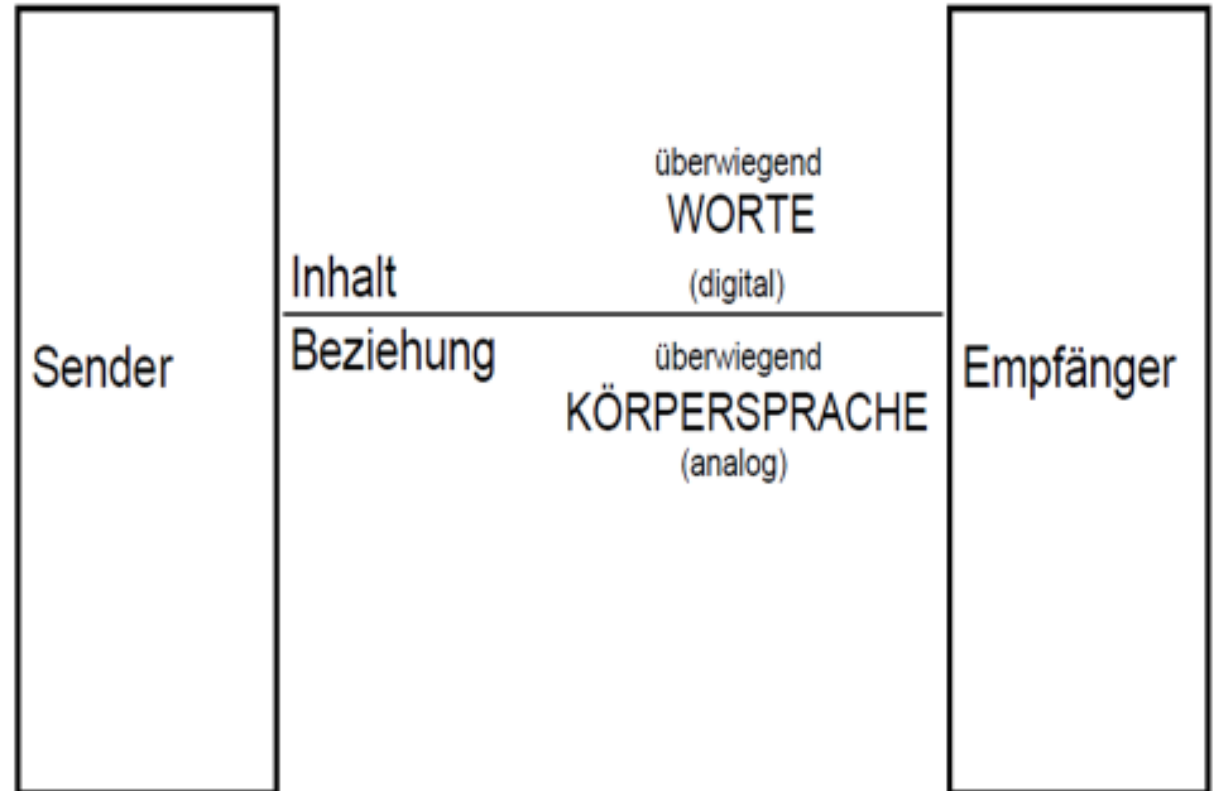 überwiegend
WORTE
Inhalt
(digital)
Sender
Beziehung
überwiegend
KÖRPERSPRACHE
(analog)
Empfänger